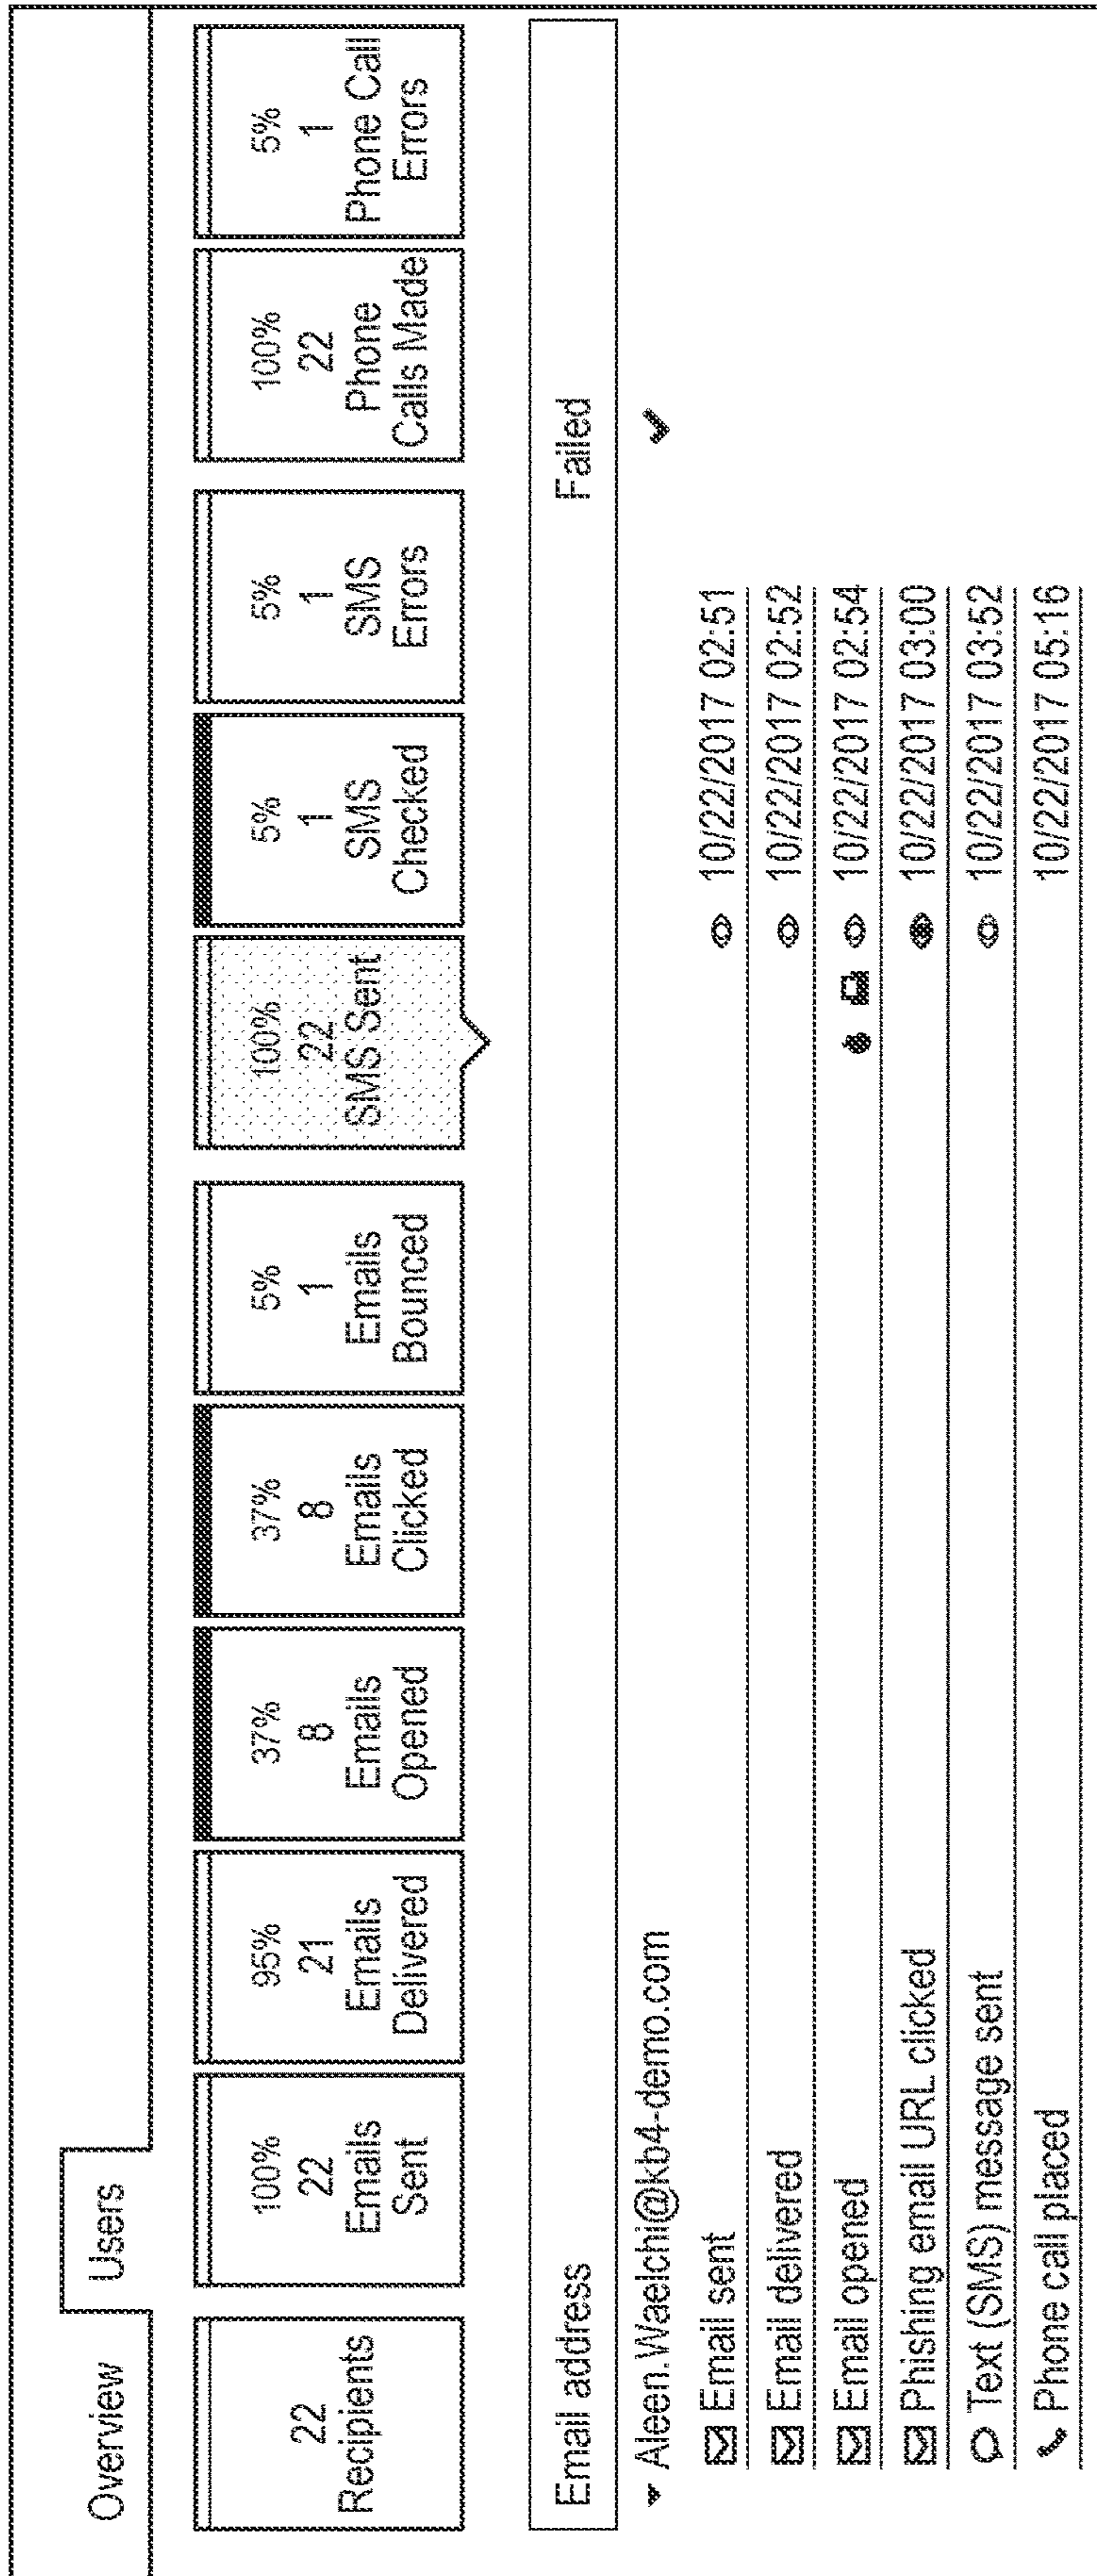 Overview
Users
22
Recipients
100%
22
Emails
Sent
95%
21
Emails
Delivered
37%
8
Emails
Opened
37%
8
Emails
Clicked
5%
1
Emails
Bounced
100%
22
SMS Sent
5%
1
SMS
Checked
5%
1
SMS
Errors
100%
22
Phone
Calls Made
5%
1
Phone Call
Errors
Email address Failed
Aleen.Waelchi@kb4-demo.com
Email sent 10/22/2017 02:51
Email delivered 10/22/2017 02:52
Email opened 10/22/2017 02:54
Phishing email URL clicked 10/22/2017 03:00
Text (SMS) message sent 10/22/2017 03:52
Phone call placed 10/22/2017 05:16